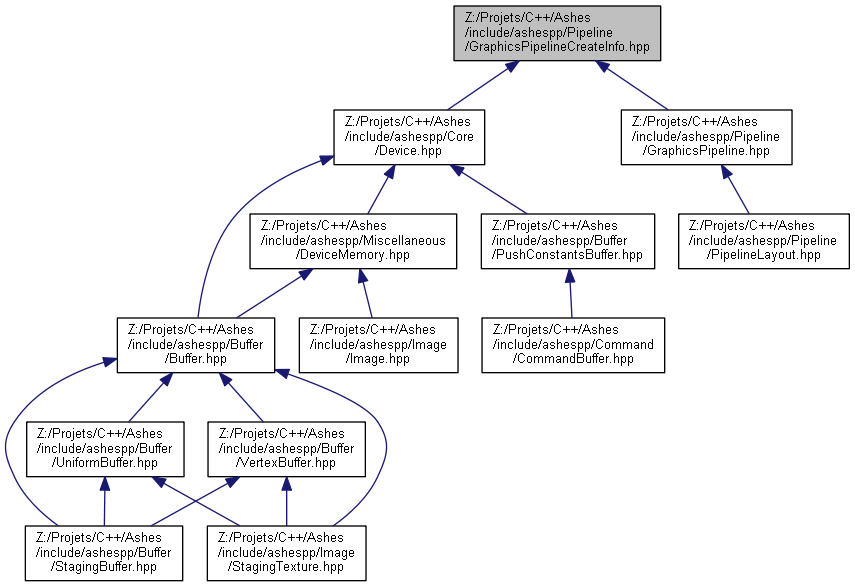 Z:/Projets/C++/Ashes
/include/ashespp/Pipeline
/GraphicsPipelineCreateInfo.hpp
Z:/Projets/C++/Ashes
/include/ashespp/Core
/Device.hpp
Z:/Projets/C++/Ashes
/include/ashespp/Pipeline
/GraphicsPipeline.hpp
Z:/Projets/C++/Ashes
/include/ashespp/Miscellaneous
/DeviceMemory.hpp
Z:/Projets/C++/Ashes
/include/ashespp/Buffer
/PushConstantsBuffer.hpp
Z:/Projets/C++/Ashes
/include/ashespp/Pipeline
/PipelineLayout.hpp
Z:/Projets/C++/Ashes
/include/ashespp/Buffer
/Buffer.hpp
Z:/Projets/C++/Ashes
/include/ashespp/Image
/Image.hpp
Z:/Projets/C++/Ashes
/include/ashespp/Command
/CommandBuffer.hpp
Z:/Projets/C++/Ashes
/include/ashespp/Buffer
/UniformBuffer.hpp
Z:/Projets/C++/Ashes
/include/ashespp/Buffer
/VertexBuffer.hpp
Z:/Projets/C++/Ashes
/include/ashespp/Buffer
/StagingBuffer.hpp
Z:/Projets/C++/Ashes
/include/ashespp/Image
/StagingTexture.hpp